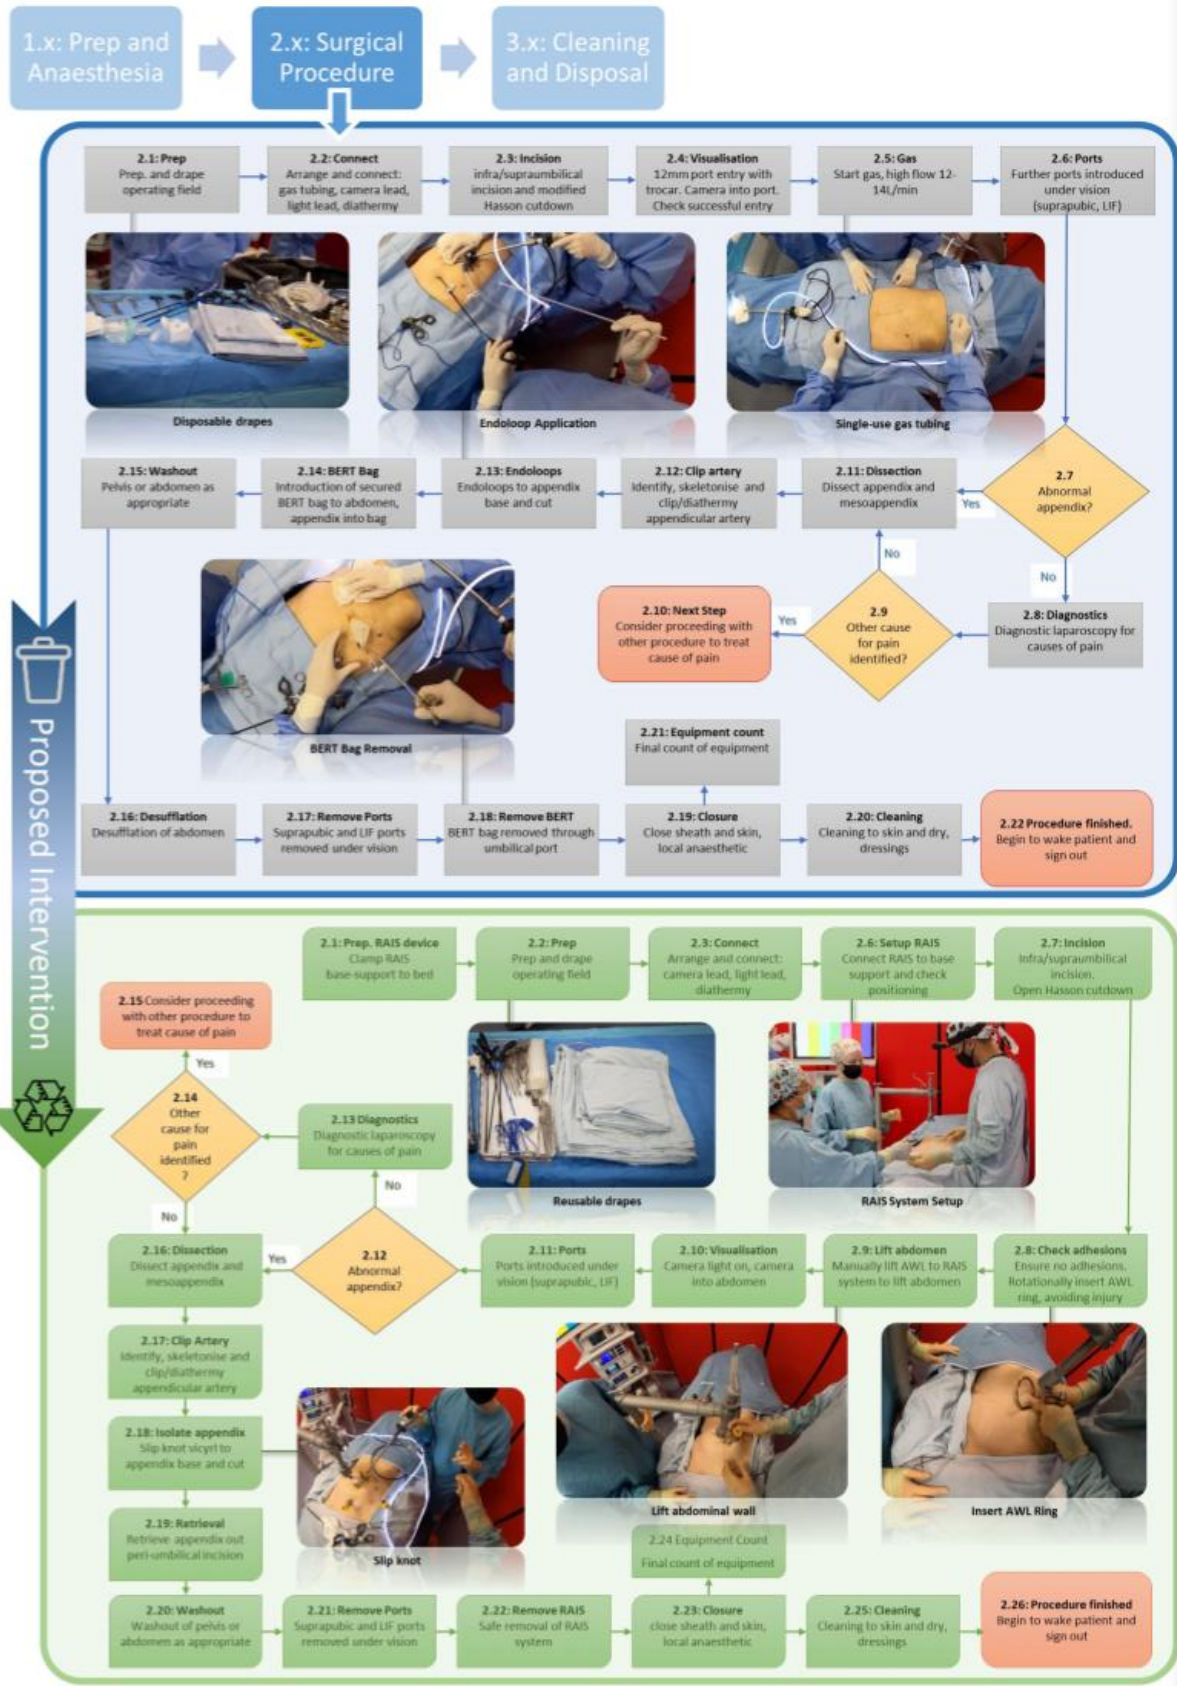 1.x: Prep and
Anaesthesia
2.x: Surgical
Procedure
3.x: Cleaning
and Disposal
2.1: Prep
Prep. and drape
operating field
2.2: Connect
Arrange and connect:
gas tubing, camera lead,
light lead, diathermy
2.3: Incision
infra/supraumbilical
incision and modified
Hasson cutdown
2.4: Visualisation
12mm port entry with
trocar. Camera into port.
Check successful entry
2.5: Gas
Start gas, high flow 12-
14L/min
2.6: Ports
Further ports introduced
under vision
(suprapubic, LIF)
Disposable drapes
Endoloop Application
Single-use gas tubing
2.7
Abnormal
appendix?
Yes
No
2.15: Washout
Pelvis or abdomen as
appropriate
2.14: BERT Bag
Introduction of secured
BERT bag to abdomen,
appendix into bag
2.13: Endoloops
Endoloops to appendix
base and cut
2.12: Clip artery
Identify, skeletonise and
clip/diathermy
appendicular artery
2.11: Dissection
Dissect appendix and
mesoappendix
No
2.10: Next Step
Consider proceeding with
other procedure to treat
cause of pain
Yes
2.9
Other cause
for pain
identified?
2.8: Diagnostics
Diagnostic laparoscopy for
causes of pain
BERT Bag Removal
2.21: Equipment count
Final count of equipment
2.16: Desufflation
Desufflation of abdomen
2.17: Remove Ports
Suprapubic and LIF ports
removed under vision
2.18: Remove BERT
BERT bag removed through
umbilical port
2.19: Closure
Close sheath and skin,
local anaesthetic
2.20: Cleaning
Cleaning to skin and dry,
dressings
2.22 Procedure finished.
Begin to wake patient and
sign out
Proposed Intervention
2.1: Prep. RAIS device
Clamp RAIS
base-support to bed
2.2: Prep
Prep and drape
operating field
2.3: Connect
Arrange and connect:
camera lead, light lead,
diathermy
2.6: Setup RAIS
Connect RAIS to base
support and check
positioning
2.7: Incision
Infra/supraumbilical
incision.
Open Hasson cutdown
2.15 Consider proceeding
with other procedure to
treat cause of pain
Yes
2.14
Other
cause for
pain
identified
?
No
2.13 Diagnostics
Diagnostic laparoscopy
for causes of pain
No
Reusable drapes
RAIS System Setup
2.16: Dissection
Dissect appendix and
mesoappendix
Yes
2.12
Abnormal
appendix?
2.11: Ports
Ports introduced under
vision (suprapubic, LIF)
2.10: Visualisation
Camera light on, camera
into abdomen
2.9: Lift abdomen
Manually lift AWL to RAIS
system to lift abdomen
2.8: Check adhesions
Ensure no adhesions.
Rotationally insert AWL
ring, avoiding injury
2.17: Clip Artery
Identify, skeletonise and
clip/diathermy
appendicular artery
2.18: Isolate appendix
Slip knot vicyrl to
appendix base and cut
2.19: Retrieval
Retrieve appendix out
peri-umbilical incision
Slip knot
Lift abdominal wall
Insert AWL Ring
2.24 Equipment Count
Final count of equipment
2.20: Washout
Washout of pelvis or
abdomen as appropriate
2.21: Remove Ports
Suprapubic and LIF ports
removed under vision
2.22: Remove RAIS
Safe removal of RAIS
system
2.23: Closure
close sheath and skin,
local anaesthetic
2.25: Cleaning
Cleaning to skin and dry,
dressings
2.26: Procedure finished
Begin to wake patient and
sign out